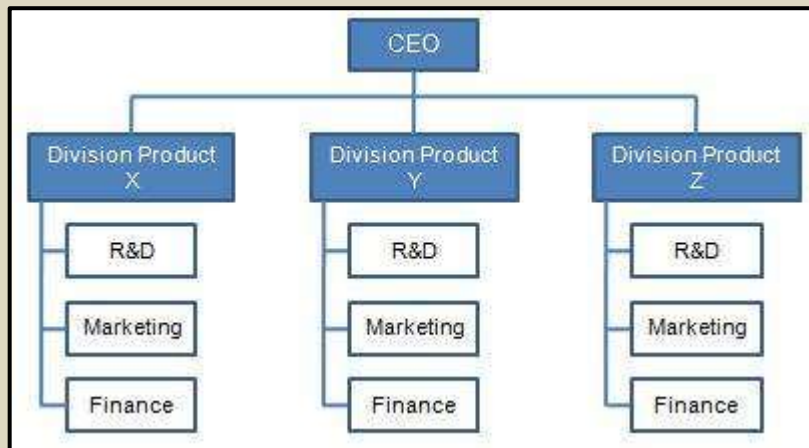 CEO
Division Product
X
Division Product
Y
Division Product
Z
R&D
R&D
R&D
Marketing
Marketing
Marketing
Finance
Finance
Finance